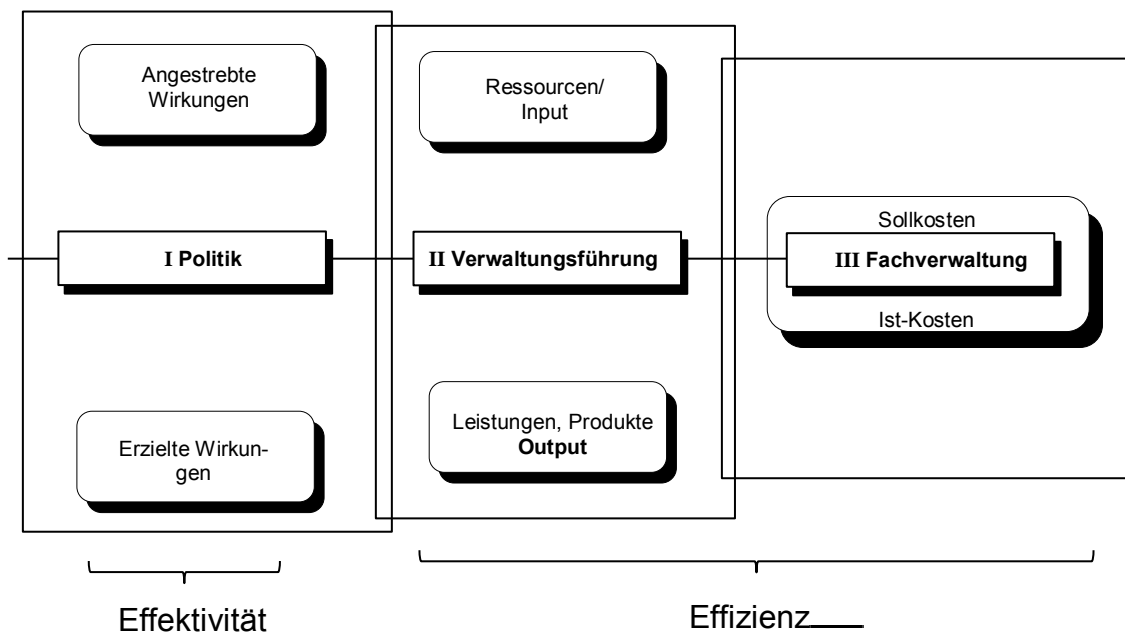 Angestrebte
Wirkungen
I Politik
Erzielte Wirkun-
gen
Effektivität
Ressourcen/
Input
II Verwaltungsführung
Leistungen, Produkte
Output
Sollkosten
III Fachverwaltung
Ist-Kosten
Effizienz